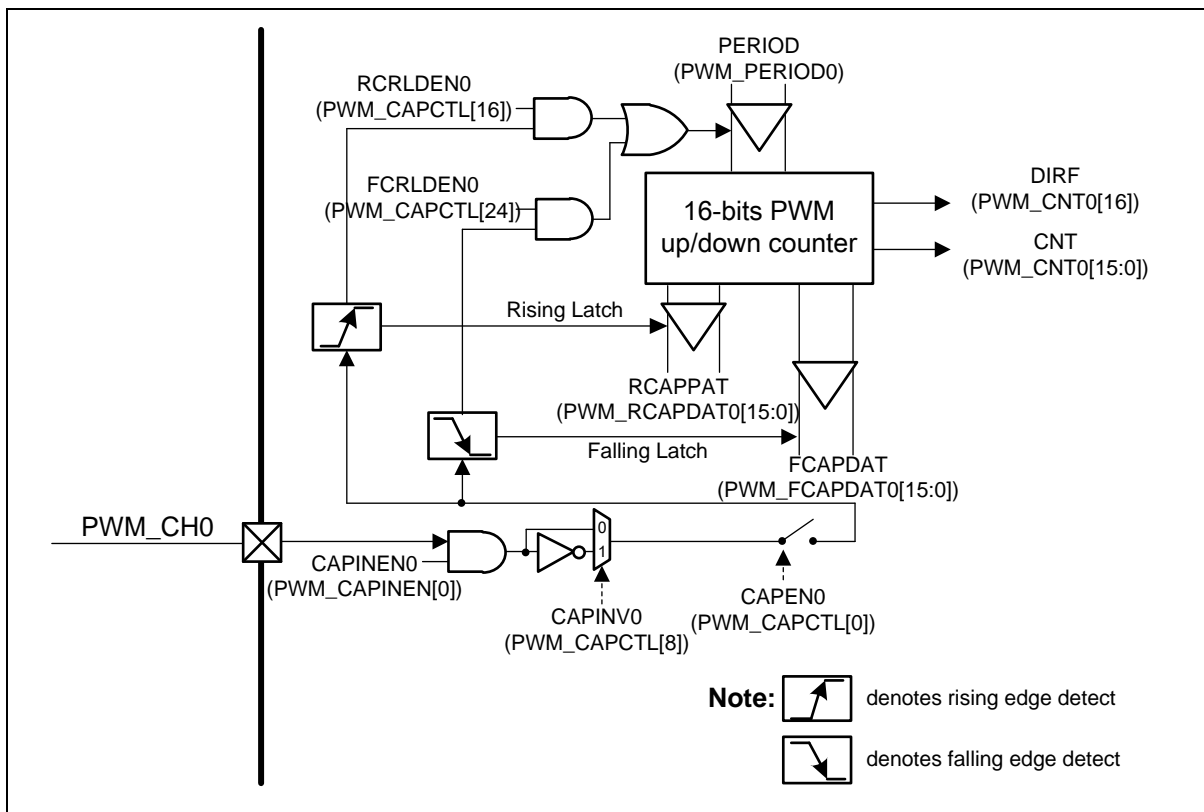 PERIOD
(PWM_PERIOD0)
RCRLDEN0
(PWM_CAPCTL[16])
FCRLDEN0
(PWM_CAPCTL[24])
16-bits PWM
up/down counter
DIRF
(PWM_CNT0[16])
CNT
(PWM_CNT0[15:0])
Rising Latch
RCAPPAT
(PWM_RCAPDAT0[15:0])
Falling Latch
FCAPDAT
(PWM_FCAPDAT0[15:0])
PWM_CH0
0
1
CAPINEN0
(PWM_CAPINEN[0])
CAPINV0
(PWM_CAPCTL[8])
CAPEN0
(PWM_CAPCTL[0])
Note:
denotes rising edge detect
denotes falling edge detect